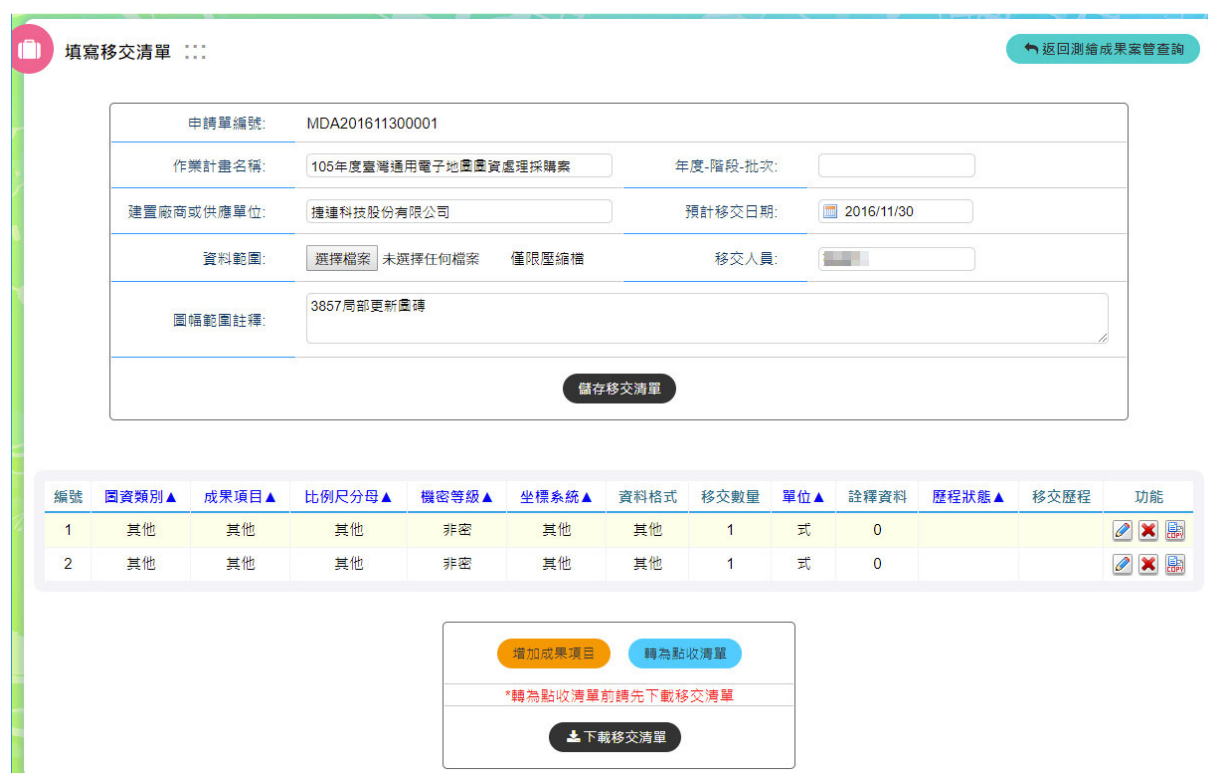 填寫移交清單
返回測繪成果案管查詢
申請單編號: MDA201611300001
作業計畫名稱: 105年度臺灣通用電子地圖圖資處理採購案 年度-階段-批次:
建置廠商或供應單位: 捷連科技股份有限公司 預計移交日期: 2016/11/30
資料範圍: 選擇檔案 未選擇任何檔案 僅限壓縮檔 移交人員:
圖幅範圍註釋: 3857局部更新圖磚
儲存移交清單
編號 圖資類別▲ 成果項目▲ 比例尺分母▲ 機密等級▲ 坐標系統▲ 資料格式 移交數量 單位▲ 詮釋資料 歷程狀態▲ 移交歷程 功能
1 其他 其他 其他 非密 其他 其他 1 式 0 COPY
2 其他 其他 其他 非密 其他 其他 1 式 0 COPY
增加成果項目 轉為點收清單
*轉為點收清單前請先下載移交清單
下載移交清單